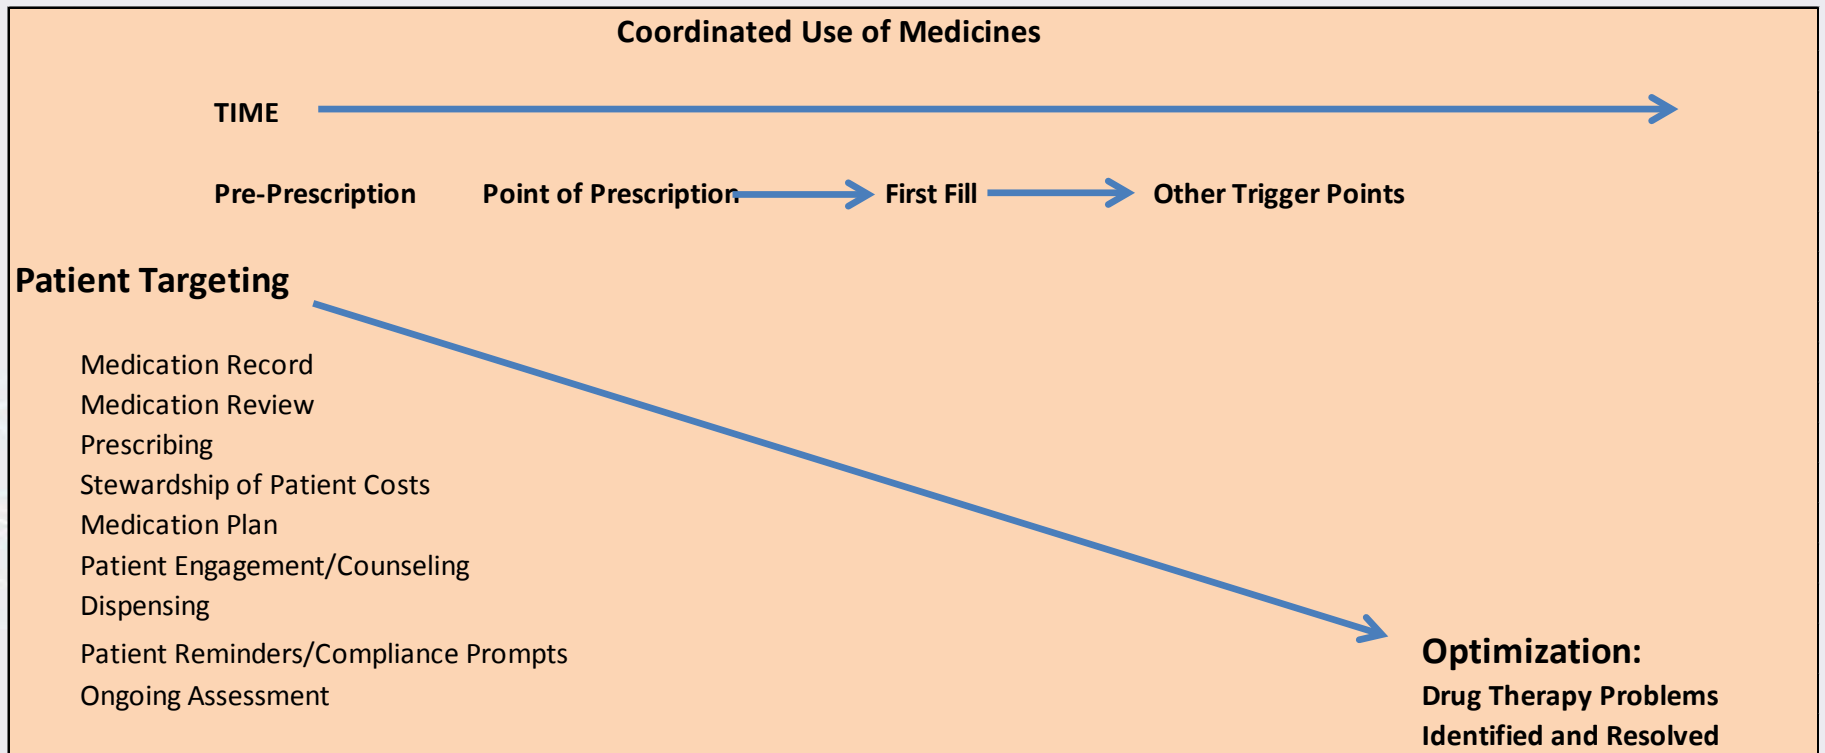 Coordinated Use of Medicines
TIME
Pre-Prescription Point of Prescription First Fill Other Trigger Points
Patient Targeting
Medication Record
Medication Review
Prescribing
Stewardship of Patient Costs
Medication Plan
Patient Engagement/Counseling
Dispensing
Patient Reminders/Compliance Prompts
Ongoing Assessment
Optimization:
Drug Therapy Problems
Identified and Resolved